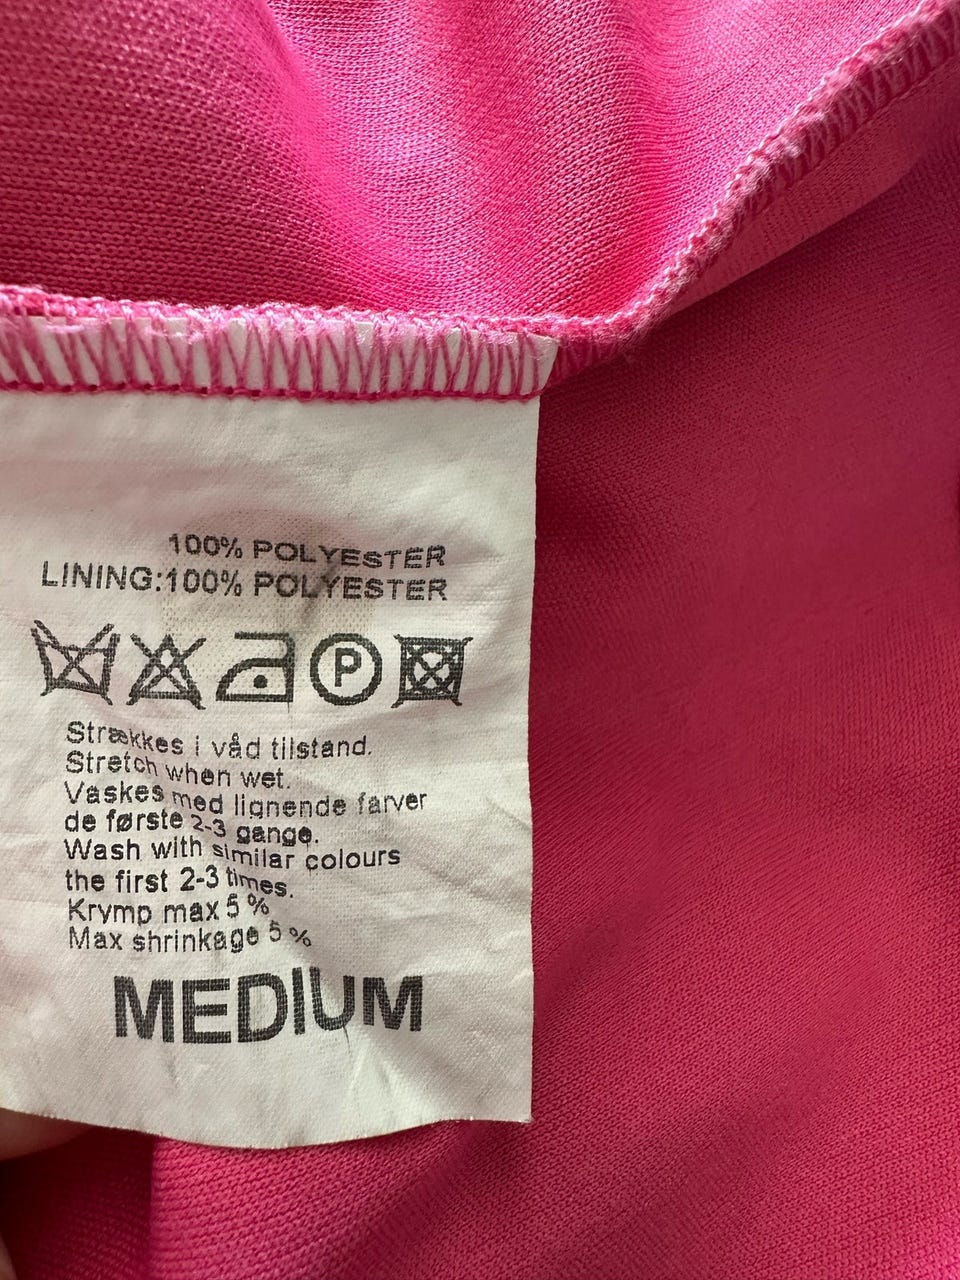 100% POLYESTER
LINING:100% POLYESTER
P
Strækkes i våd tilstand.
Stretch when wet.
Vaskes med lignende farver
de første 2-3 gange.
Wash with similar colours
the first 2-3 times.
Krymp max 5 %
Max shrinkage 5 %
MEDIUM